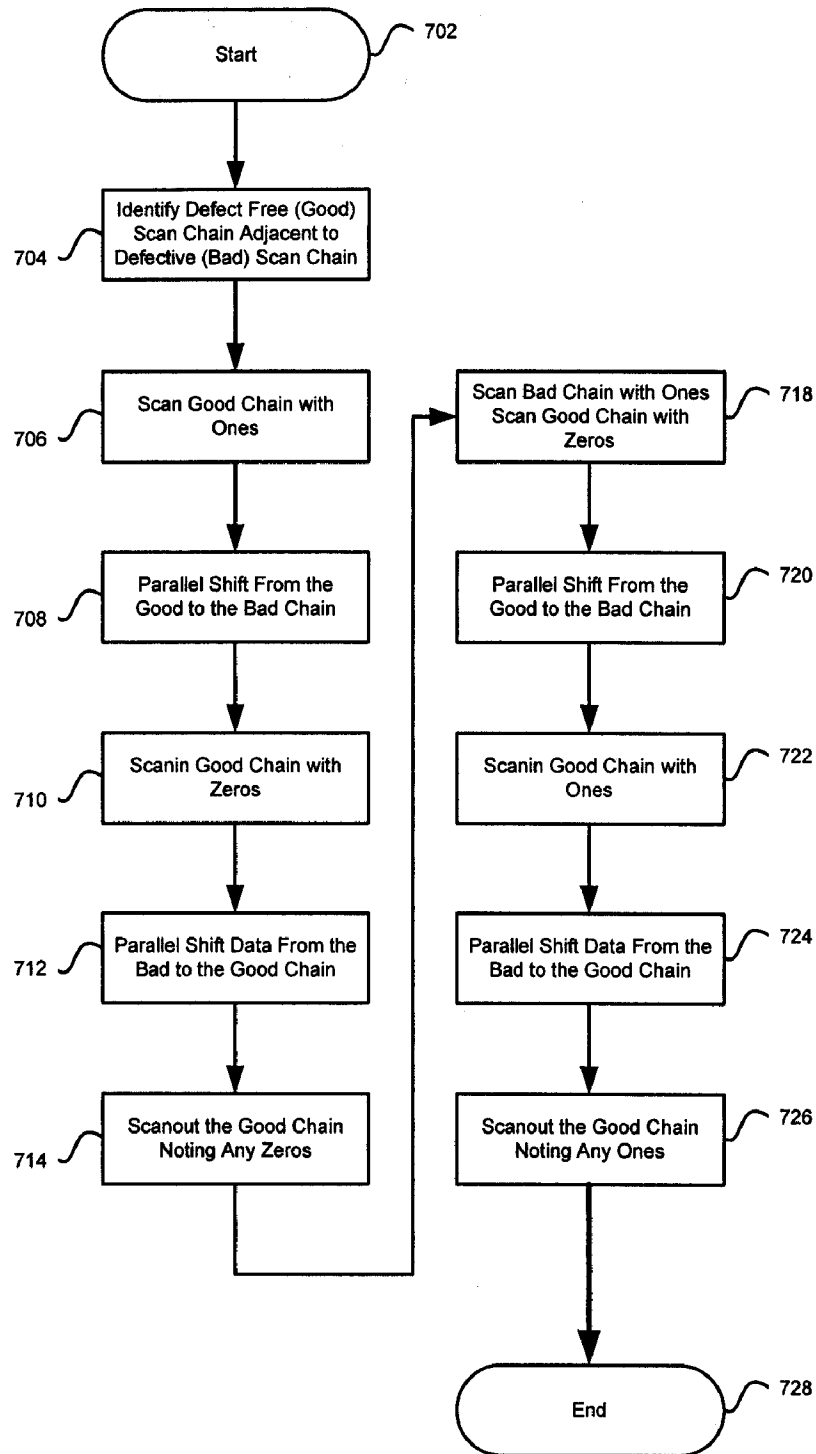 Start
702
Identify Defect Free (Good)
Scan Chain Adjacent to
Defective (Bad) Scan Chain
704
Scan Good Chain with
Ones
706
Parallel Shift From the
Good to the Bad Chain
708
Scanin Good Chain with
Zeros
710
Parallel Shift Data From the
Bad to the Good Chain
712
Scanout the Good Chain
Noting Any Zeros
714
Scan Bad Chain with Ones
Scan Good Chain with
Zeros
718
Parallel Shift From the
Good to the Bad Chain
720
Scanin Good Chain with
Ones
722
Parallel Shift Data From the
Bad to the Good Chain
724
Scanout the Good Chain
Noting Any Ones
726
End
728